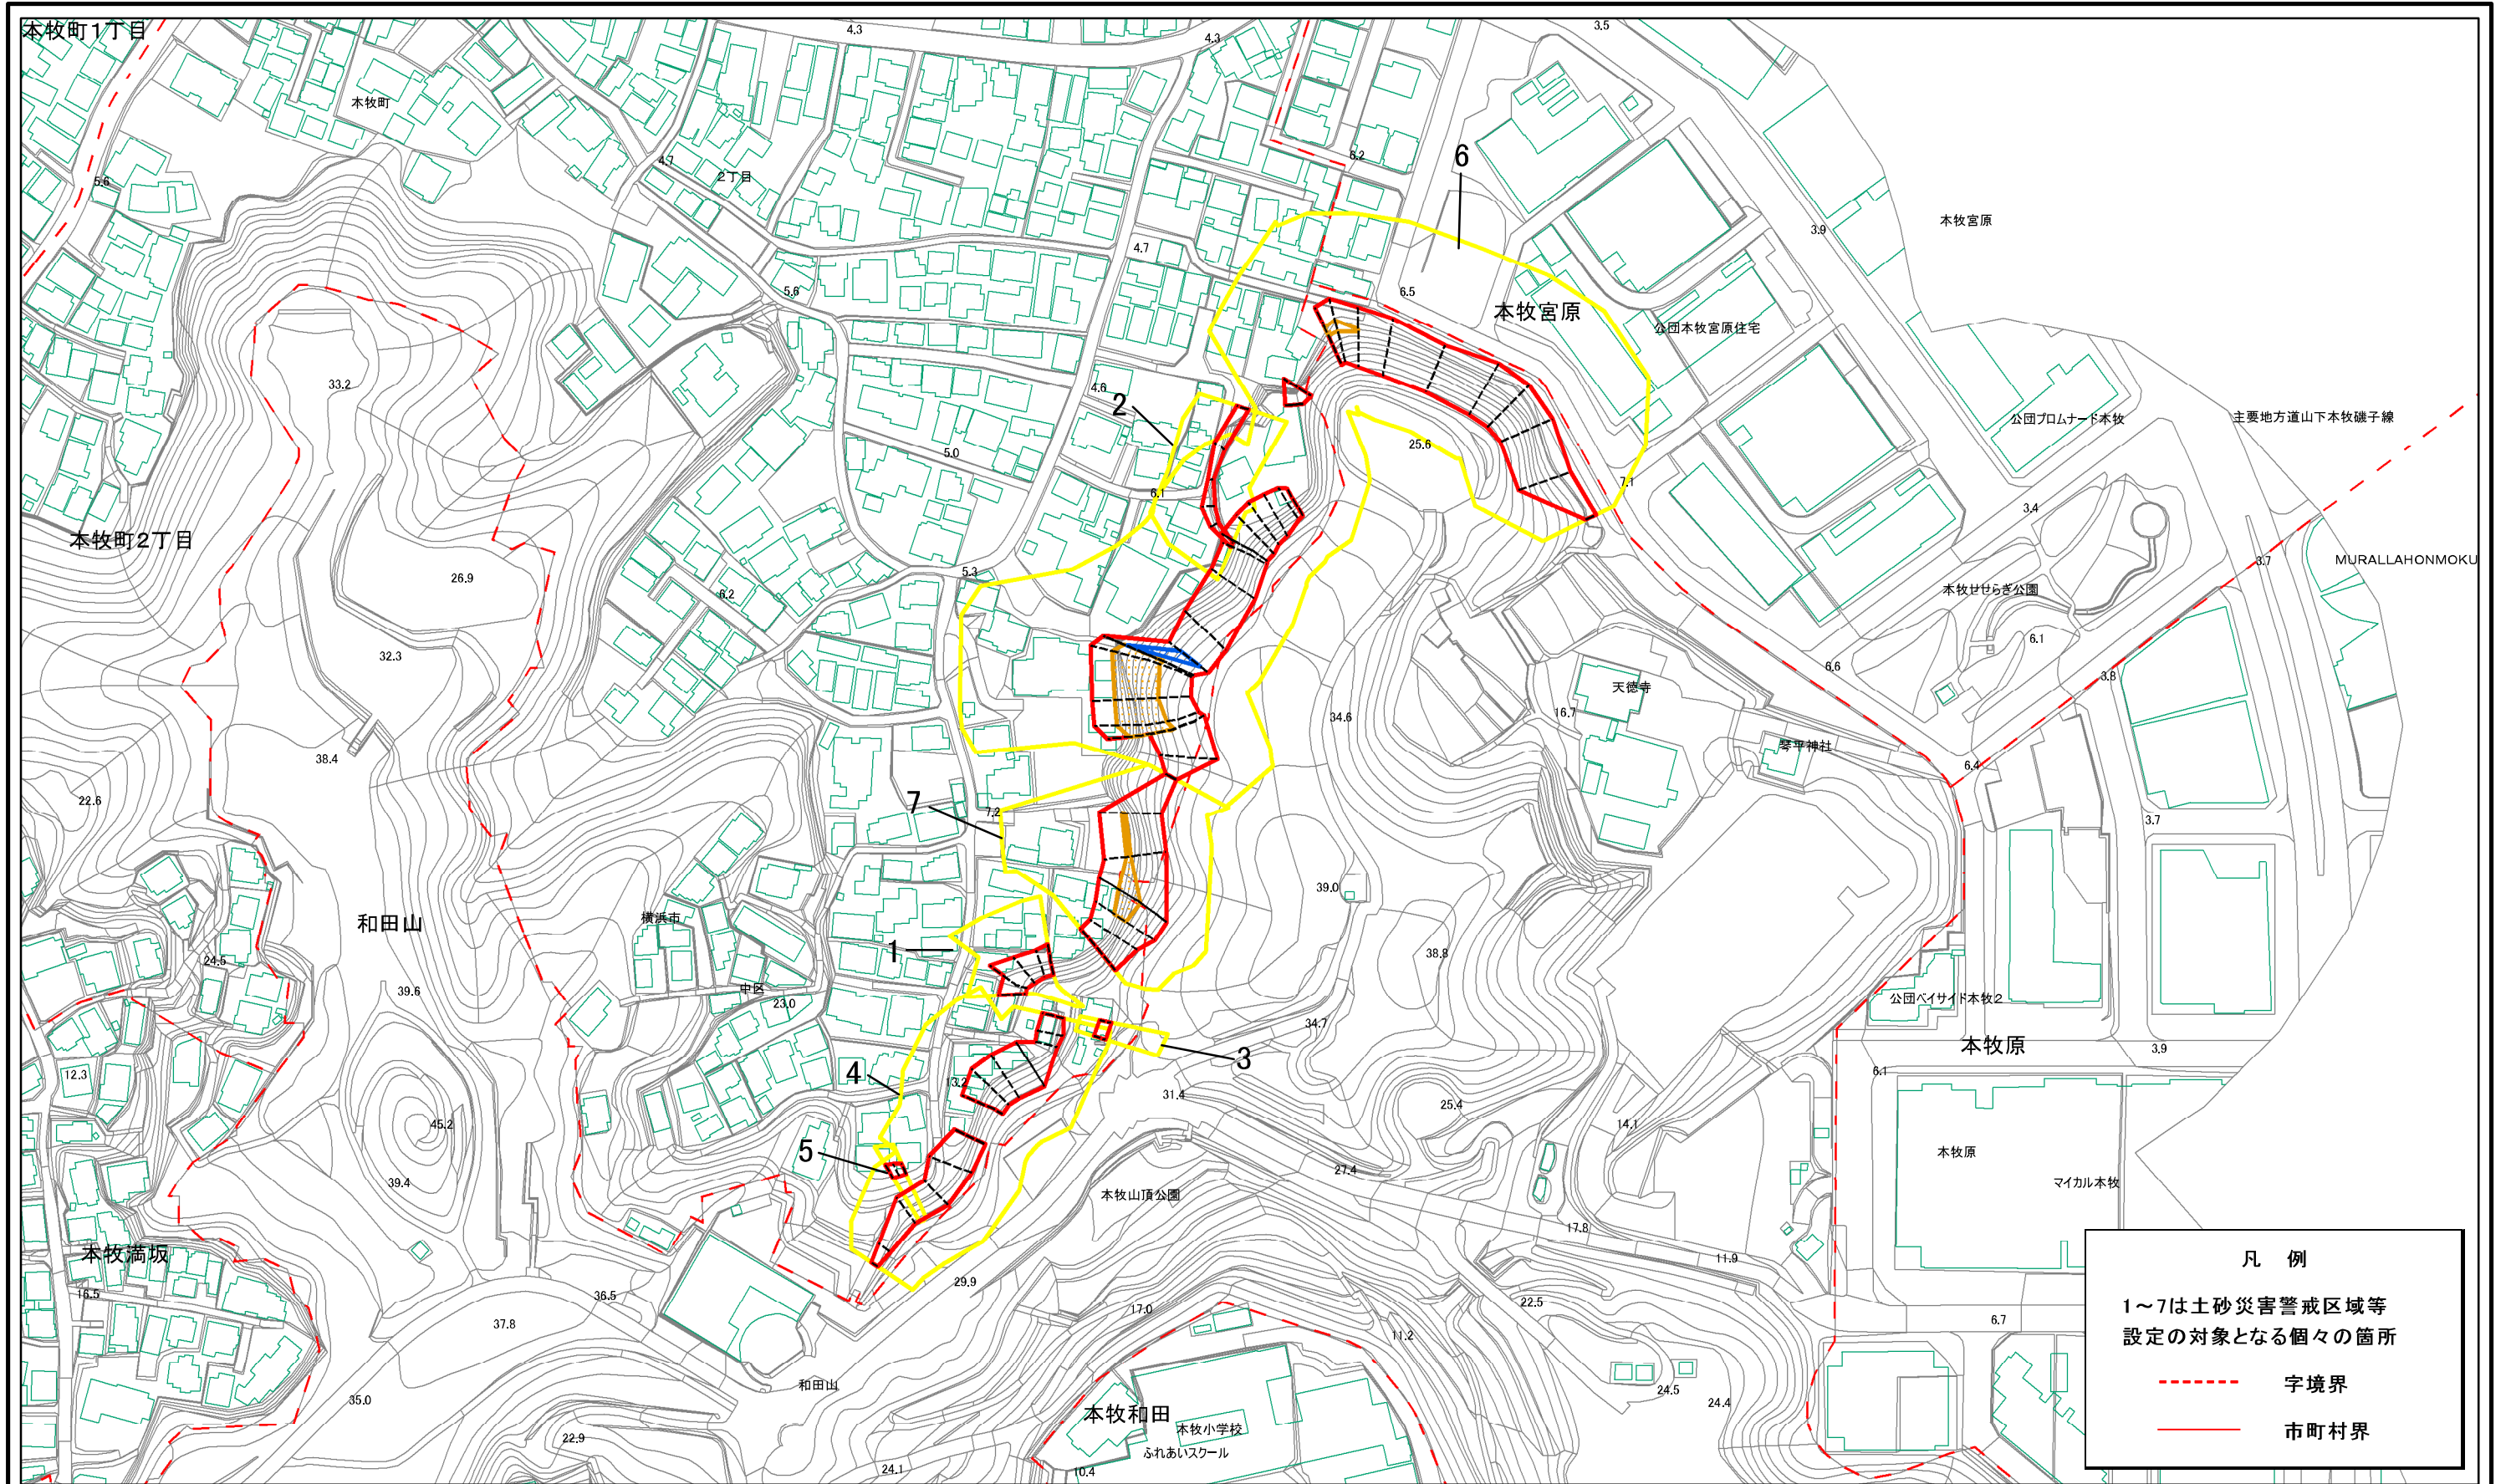 本牧町1丁目
4.3
4.3
3.5
本牧町
4.7
2丁目
6.2
6
5.6
本牧宮原
3.9
4.7
5.6
6.5
本牧宮原
公団本牧宮原住宅
33.2
4.6
2
25.6
公団プロムナード本牧
主要地方道山下本牧磯子線
5.0
6.1
7.1
3.4
本牧町2丁目
26.9
5.3
6.2
3.7
MURALLAHONMOKU
本牧せせらぎ公園
6.1
32.3
6.6
3.8
天徳寺
34.6
16.7
38.4
琴平神社
6.4
22.6
7
7.2
3.7
39.0
和田山
横浜市
1
38.8
24.5
39.6
中区
23.0
公団ベイサイド本牧2
34.7
本牧原
3.9
3
12.3
4
13.2
6.1
31.4
25.4
14.1
45.2
5
本牧原
27.4
39.4
本牧山頂公園
マイカル本牧
17.8
本牧満坂
11.9
29.9
16.5
36.5
17.0
22.5
37.8
11.2
6.7
和田山
24.5
35.0
24.4
本牧和田
本牧小学校
22.9
ふれあいスクール
24.1
10.4
凡 例
1～7は土砂災害警戒区域等
設定の対象となる個々の箇所
字境界
市町村界